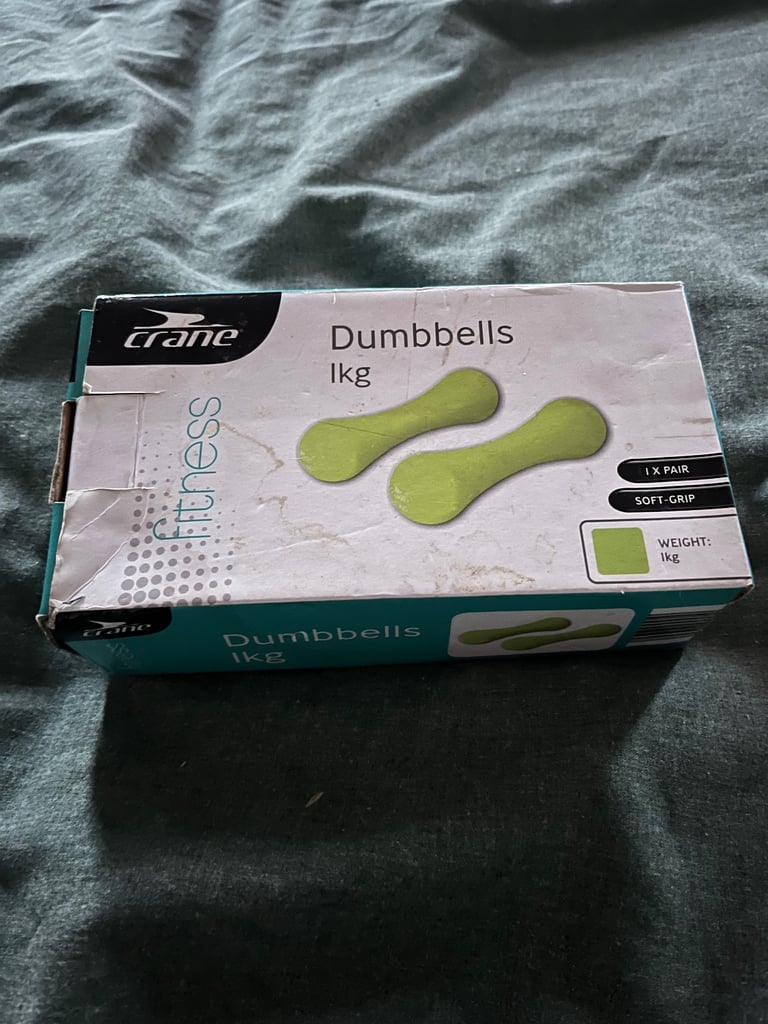 crane
Dumbbells
1kg
fitness
1 X PAIR
SOFT-GRIP
WEIGHT:
1kg
crane
Dumbbells
1kg